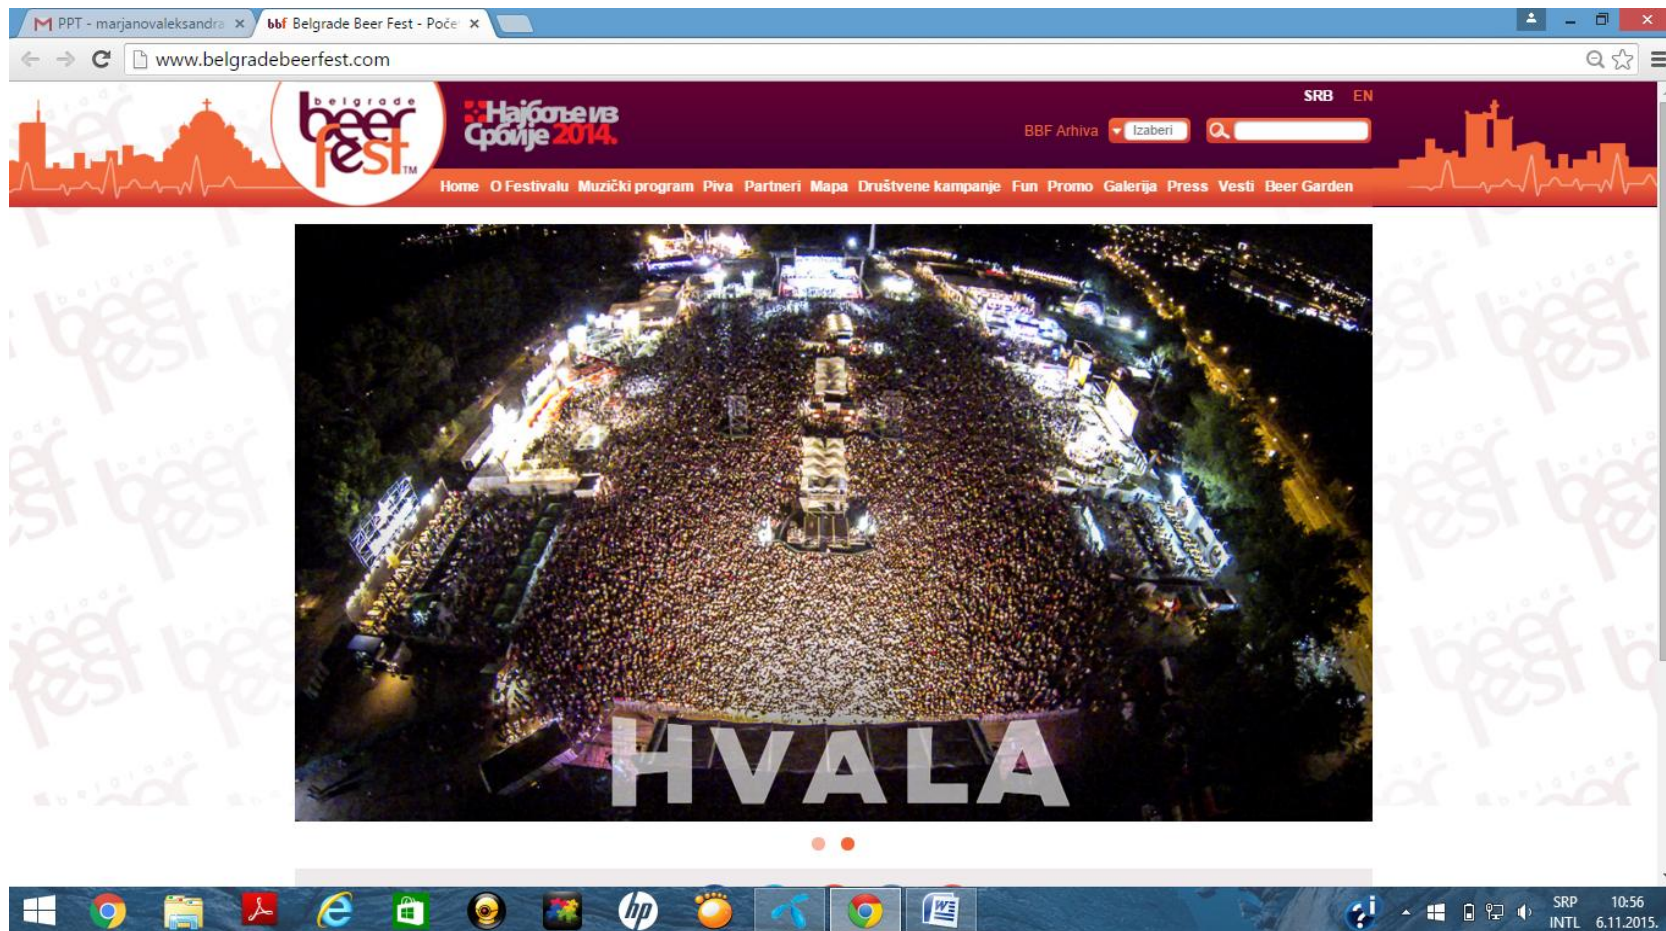 PPT - marjanovaleksandra
bbf Belgrade Beer Fest - Poče
www.belgradebeerfest.com
belgrade
beer
fest
TM
Најбоље из
Србије 2014.
SRB EN
BBF Arhiva Izaberi
Home O Festivalu Muzički program Piva Partneri Mapa Društvene kampanje Fun Promo Galerija Press Vesti Beer Garden
HVALA
hp
SRP 10:56
INTL 6.11.2015.